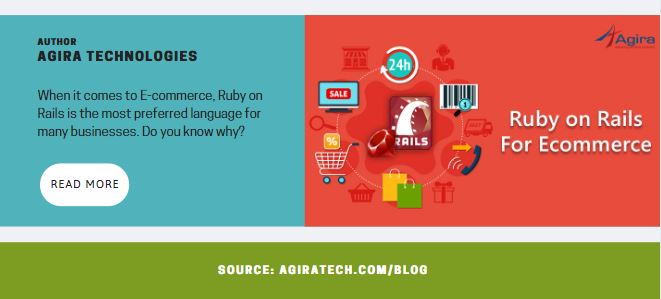 AUTHOR
AGIRA TECHNOLOGIES
When it comes to E-commerce, Ruby on
Rails is the most preferred language for
many businesses. Do you know why?
READ MORE
Agira
24h
SALE
1
RAILS
%
Ruby on Rails
For Ecommerce
SOURCE: AGIRATECH.COM/BLOG